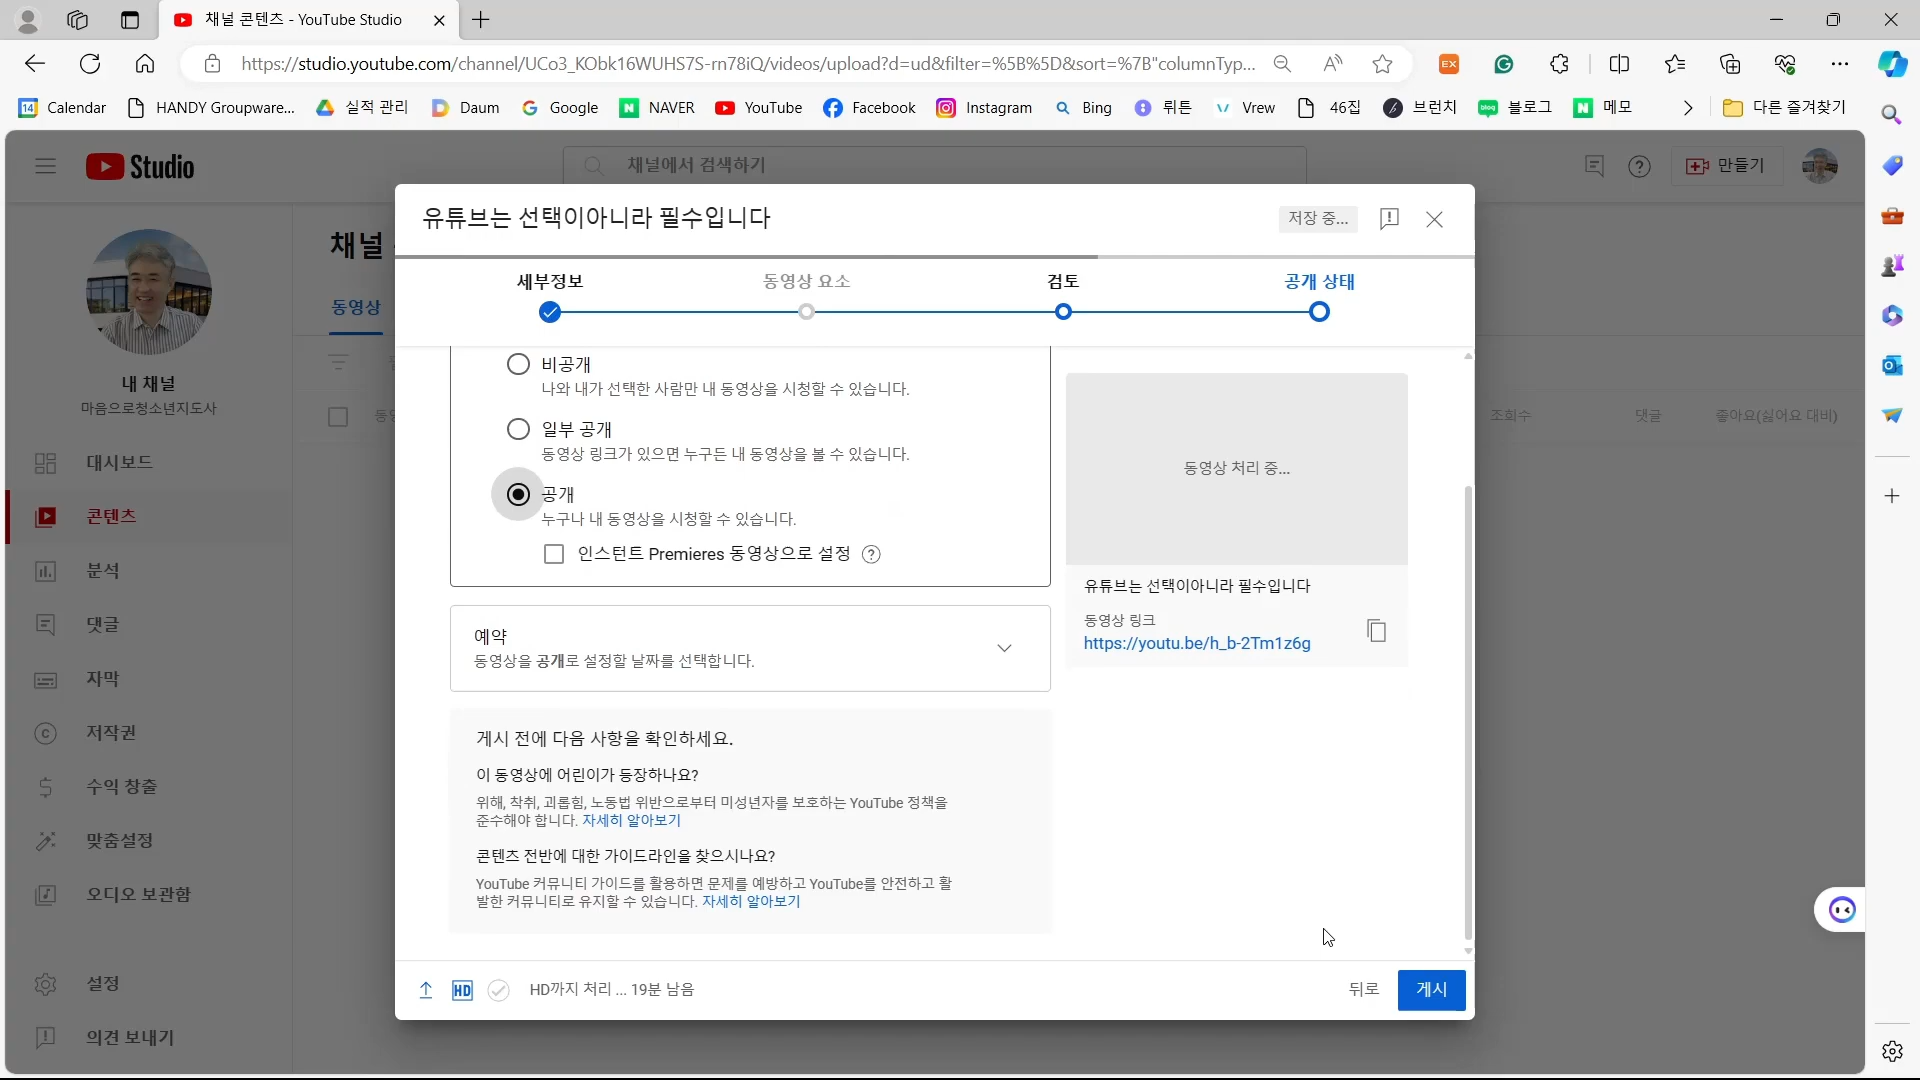 채널 콘텐츠 - YouTube Studio
https://studio.youtube.com/channel/UCo3_KObk16WUHS7S-rn78iQ/videos/upload?d=ud&filter=%5B%5D&sort=%7B"columnTyp...
EX
14 Calendar
HANDY Groupware...
실적 관리
Daum
Google
NAVER
YouTube
Facebook
Instagram
Bing
뤼튼
Vrew
46집
브런치
블로그
메모
다른 즐겨찾기
Studio
채널에서 검색하기
만들기
내 채널
마음으로청소년지도사
대시보드
콘텐츠
분석
댓글
자막
저작권
수익 창출
맞춤설정
오디오 보관함
설정
의견 보내기
채널
동영상
조회수
댓글
좋아요(싫어요 대비)
유튜브는 선택이아니라 필수입니다
저장 중...
세부정보
동영상 요소
검토
공개 상태
비공개
나와 내가 선택한 사람만 내 동영상을 시청할 수 있습니다.
일부 공개
동영상 링크가 있으면 누구든 내 동영상을 볼 수 있습니다.
공개
누구나 내 동영상을 시청할 수 있습니다.
인스턴트 Premieres 동영상으로 설정
예약
동영상을 공개로 설정할 날짜를 선택합니다.
게시 전에 다음 사항을 확인하세요.
이 동영상에 어린이가 등장하나요?
위해, 착취, 괴롭힘, 노동법 위반으로부터 미성년자를 보호하는 YouTube 정책을
준수해야 합니다. 자세히 알아보기
콘텐츠 전반에 대한 가이드라인을 찾으시나요?
YouTube 커뮤니티 가이드를 활용하면 문제를 예방하고 YouTube를 안전하고 활
발한 커뮤니티로 유지할 수 있습니다. 자세히 알아보기
동영상 처리 중...
유튜브는 선택이아니라 필수입니다
동영상 링크
https://youtu.be/h_b-2Tm1z6g
HD
HD까지 처리 ... 19분 남음
뒤로
게시